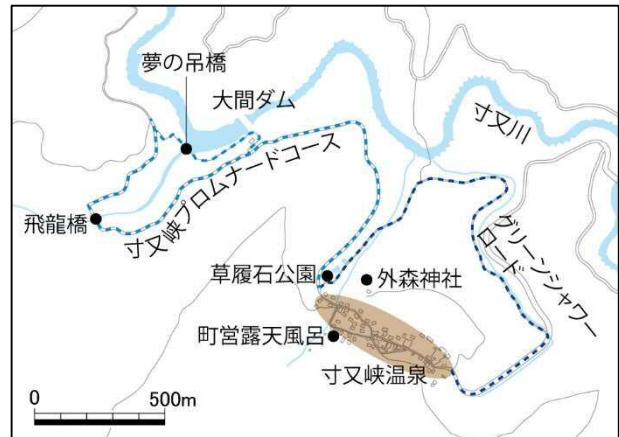 夢の吊橋
大間ダム
寸又川
寸又峡プロムナードコース
飛龍橋
グリーンシャワー
ロード
草履石公園
外森神社
町営露天風呂
寸又峡温泉
0
500m